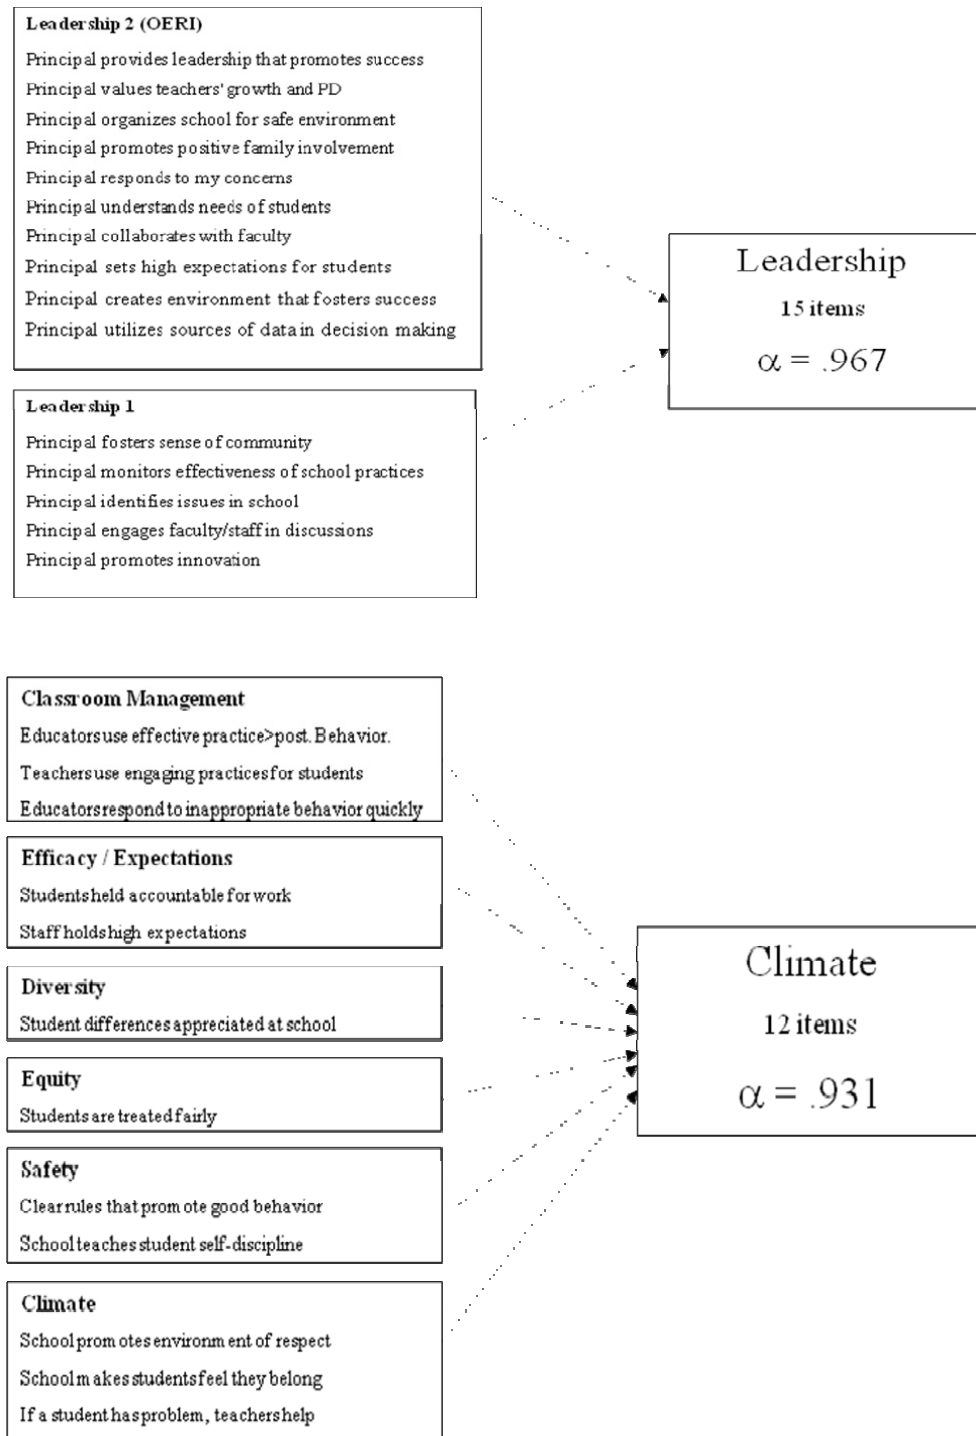 Leadership 2 (OERI)
Principal provides leadership that promotes success
Principal values teachers' growth and PD
Principal organizes school for safe environment
Principal promotes positive family involvement
Principal responds to my concerns
Principal understands needs of students
Principal collaborates with faculty
Principal sets high expectations for students
Principal creates environment that fosters success
Principal utilizes sources of data in decision making
Leadership 1
Principal fosters sense of community
Principal monitors effectiveness of school practices
Principal identifies issues in school
Principal engages faculty/staff in discussions
Principal promotes innovation
Leadership
15 items
α = .967
Classroom Management
Educators use effective practice>post. Behavior.
Teachers use engaging practices for students
Educators respond to inappropriate behavior quickly
Efficacy / Expectations
Students held accountable for work
Staff holds high expectations
Diversity
Student differences appreciated at school
Equity
Students are treated fairly
Safety
Clear rules that promote good behavior
School teaches student self-discipline
Climate
School promotes environment of respect
School makes students feel they belong
If a student has problem, teachers help
Climate
12 items
α = .931